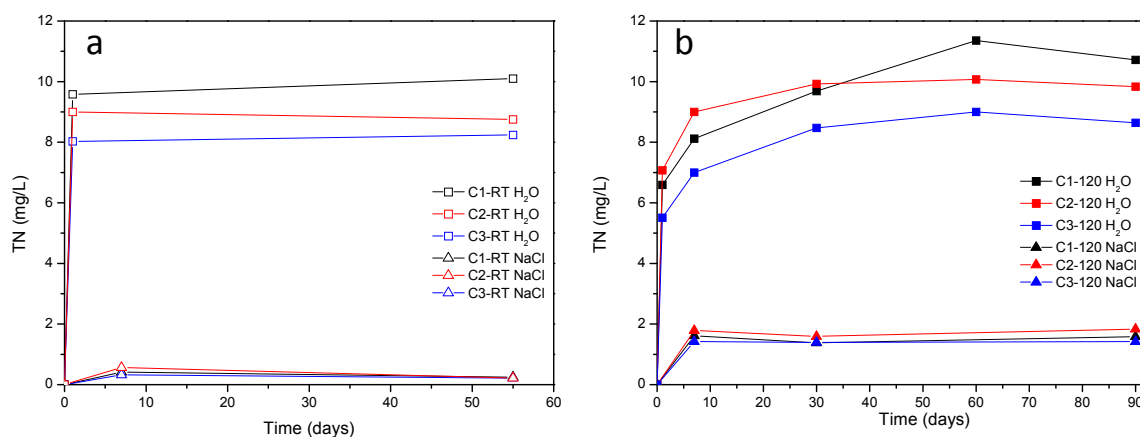 a
12
10
8
6
4
2
0
TN (mg/L)
C1-RT H₂O
C2-RT H₂O
C3-RT H₂O
C1-RT NaCl
C2-RT NaCl
C3-RT NaCl
0 10 20 30 40 50 60
Time (days)
b
12
10
8
6
4
2
0
TN (mg/L)
C1-120 H₂O
C2-120 H₂O
C3-120 H₂O
C1-120 NaCl
C2-120 NaCl
C3-120 NaCl
0 10 20 30 40 50 60 70 80 90
Time (days)